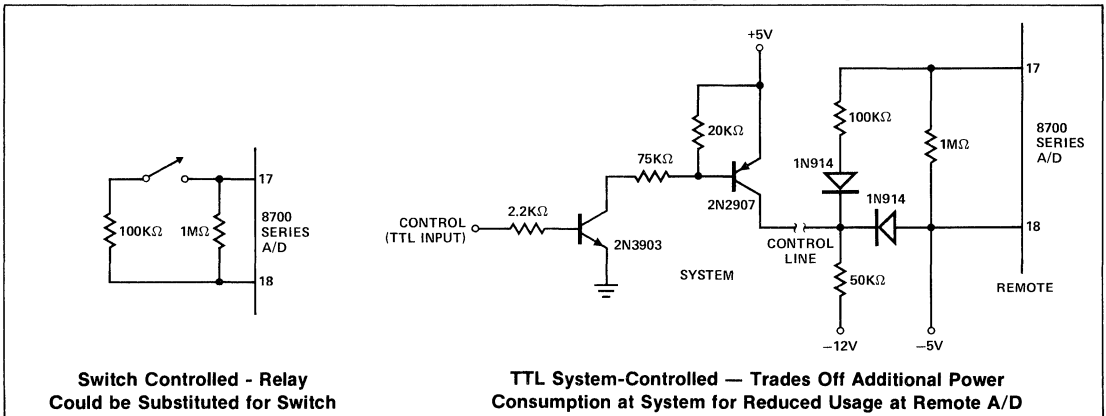 100KΩ
1MΩ
17
8700
SERIES
A/D
18
Switch Controlled - Relay
Could be Substituted for Switch
CONTROL
(TTL INPUT)
2.2KΩ
2N3903
75KΩ
20KΩ
+5V
2N2907
SYSTEM
CONTROL
LINE
100KΩ
1N914
1N914
50KΩ
-12V
1MΩ
-5V
17
8700
SERIES
A/D
18
REMOTE
TTL System-Controlled — Trades Off Additional Power
Consumption at System for Reduced Usage at Remote A/D